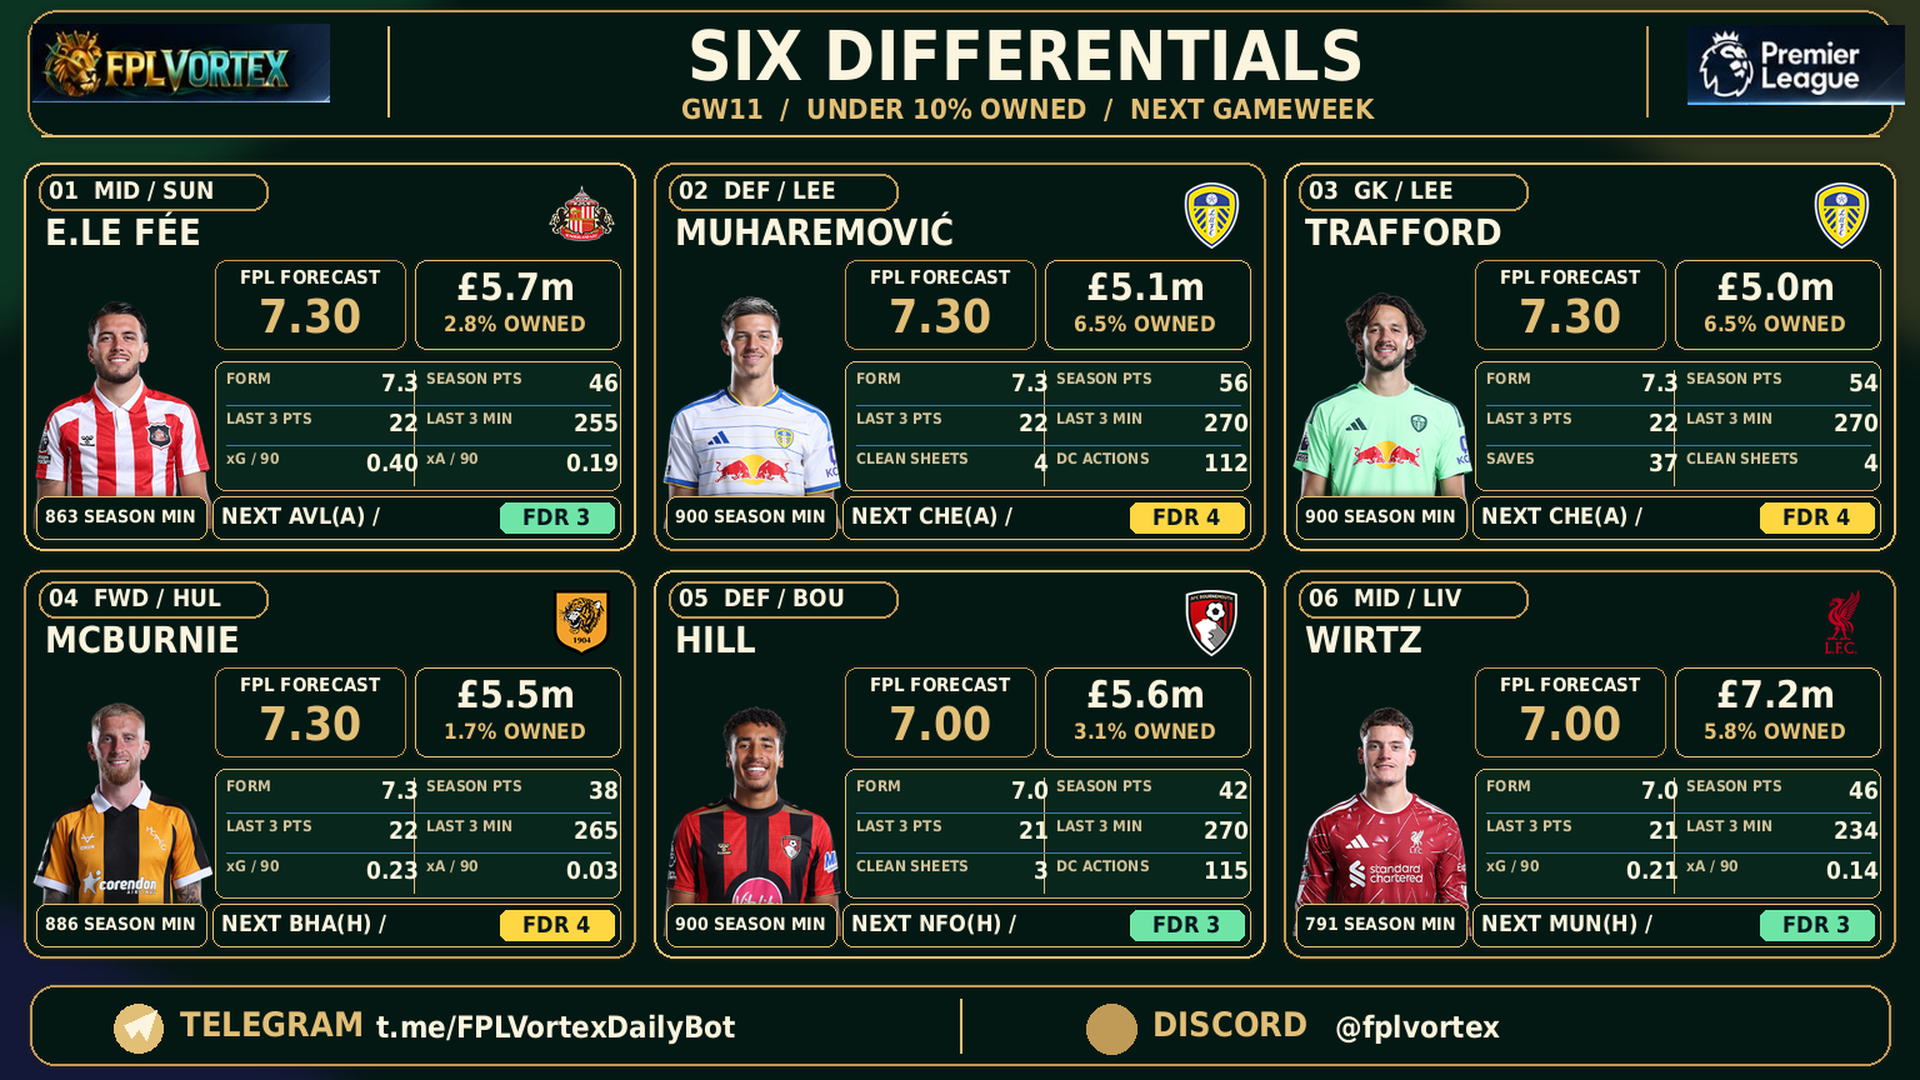 FPLVORTEX
SIX DIFFERENTIALS
GW11 / UNDER 10% OWNED / NEXT GAMEWEEK
Premier League
01 MID / SUN
E.LE FÉE
FPL FORECAST
7.30
£5.7m
2.8% OWNED
FORM 7.3 SEASON PTS 46
LAST 3 PTS 22 LAST 3 MIN 255
xG / 90 0.40 xA / 90 0.19
863 SEASON MIN
NEXT AVL(A) /
FDR 3
02 DEF / LEE
MUHAREMOVIĆ
FPL FORECAST
7.30
£5.1m
6.5% OWNED
FORM 7.3 SEASON PTS 56
LAST 3 PTS 22 LAST 3 MIN 270
CLEAN SHEETS 4 DC ACTIONS 112
900 SEASON MIN
NEXT CHE(A) /
FDR 4
03 GK / LEE
TRAFFORD
FPL FORECAST
7.30
£5.0m
6.5% OWNED
FORM 7.3 SEASON PTS 54
LAST 3 PTS 22 LAST 3 MIN 270
SAVES 37 CLEAN SHEETS 4
900 SEASON MIN
NEXT CHE(A) /
FDR 4
04 FWD / HUL
MCBURNIE
1904
FPL FORECAST
7.30
£5.5m
1.7% OWNED
FORM 7.3 SEASON PTS 38
LAST 3 PTS 22 LAST 3 MIN 265
xG / 90 0.23 xA / 90 0.03
corendon
886 SEASON MIN
NEXT BHA(H) /
FDR 4
05 DEF / BOU
HILL
FPL FORECAST
7.00
£5.6m
3.1% OWNED
FORM 7.0 SEASON PTS 42
LAST 3 PTS 21 LAST 3 MIN 270
CLEAN SHEETS 3 DC ACTIONS 115
900 SEASON MIN
NEXT NFO(H) /
FDR 3
06 MID / LIV
WIRTZ
L.F.C.
FPL FORECAST
7.00
£7.2m
5.8% OWNED
FORM 7.0 SEASON PTS 46
LAST 3 PTS 21 LAST 3 MIN 234
xG / 90 0.21 xA / 90 0.14
standard chartered
791 SEASON MIN
NEXT MUN(H) /
FDR 3
TELEGRAM t.me/FPLVortexDailyBot
DISCORD @fplvortex